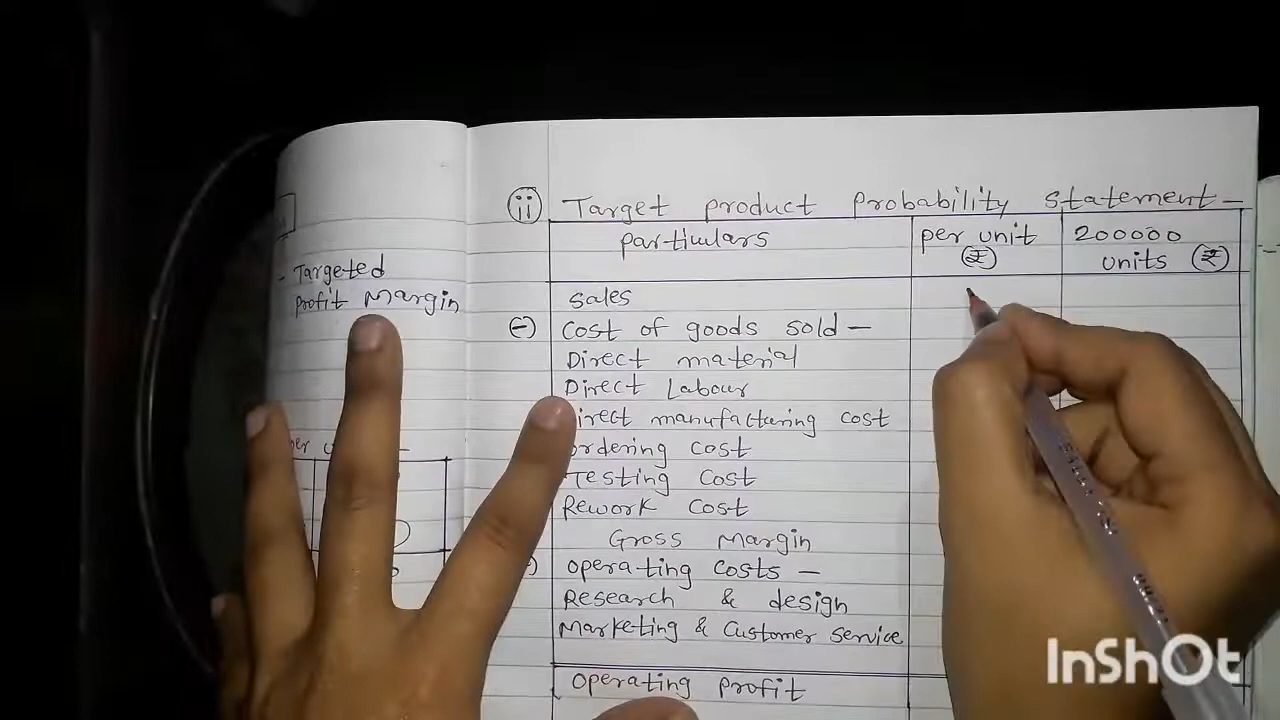 Targeted
Profit Margin
(ii) Target product Probability Statement -
particulars
per unit
(₹)
200000
units (₹)
Sales
(-) Cost of goods sold -
Direct material
Direct Labour
irect manufacturing cost
ordering cost
Testing Cost
Rework Cost
Gross Margin
operating costs -
Research & design
Marketing & Customer service
Operating profit
InShOt